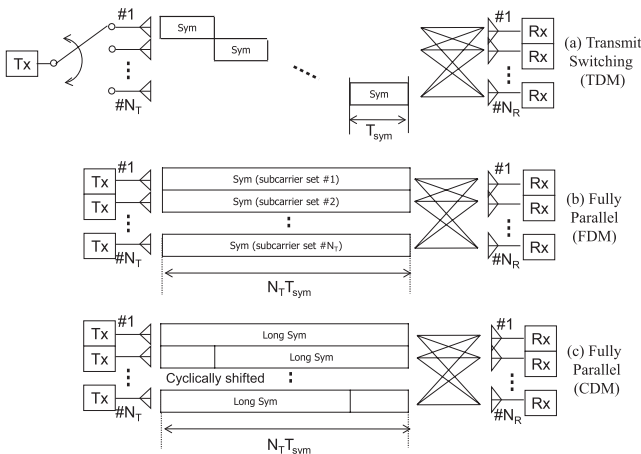 #1
Tx
#N_T
Sym
Sym
Sym
T_sym
#1
Rx
Rx
Rx
#N_R
(a) Transmit
Switching
(TDM)
#1
Tx
Tx
Tx
#N_T
Sym (subcarrier set #1)
Sym (subcarrier set #2)
Sym (subcarrier set #N_T)
N_TT_sym
#1
Rx
Rx
Rx
#N_R
(b) Fully
Parallel
(FDM)
#1
Tx
Tx
Tx
#N_T
Long Sym
Long Sym
Cyclically shifted
Long Sym
N_TT_sym
#1
Rx
Rx
Rx
#N_R
(c) Fully
Parallel
(CDM)